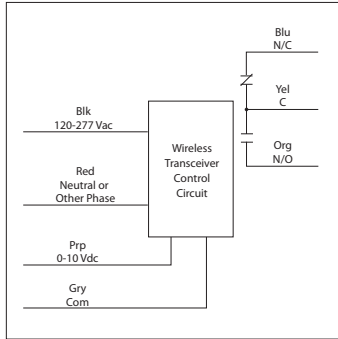 Blu
N/C
Yel
C
Org
N/O
Blk
120-277 Vac
Red
Neutral or
Other Phase
Prp
0-10 Vdc
Gry
Com
Wireless
Transceiver
Control
Circuit